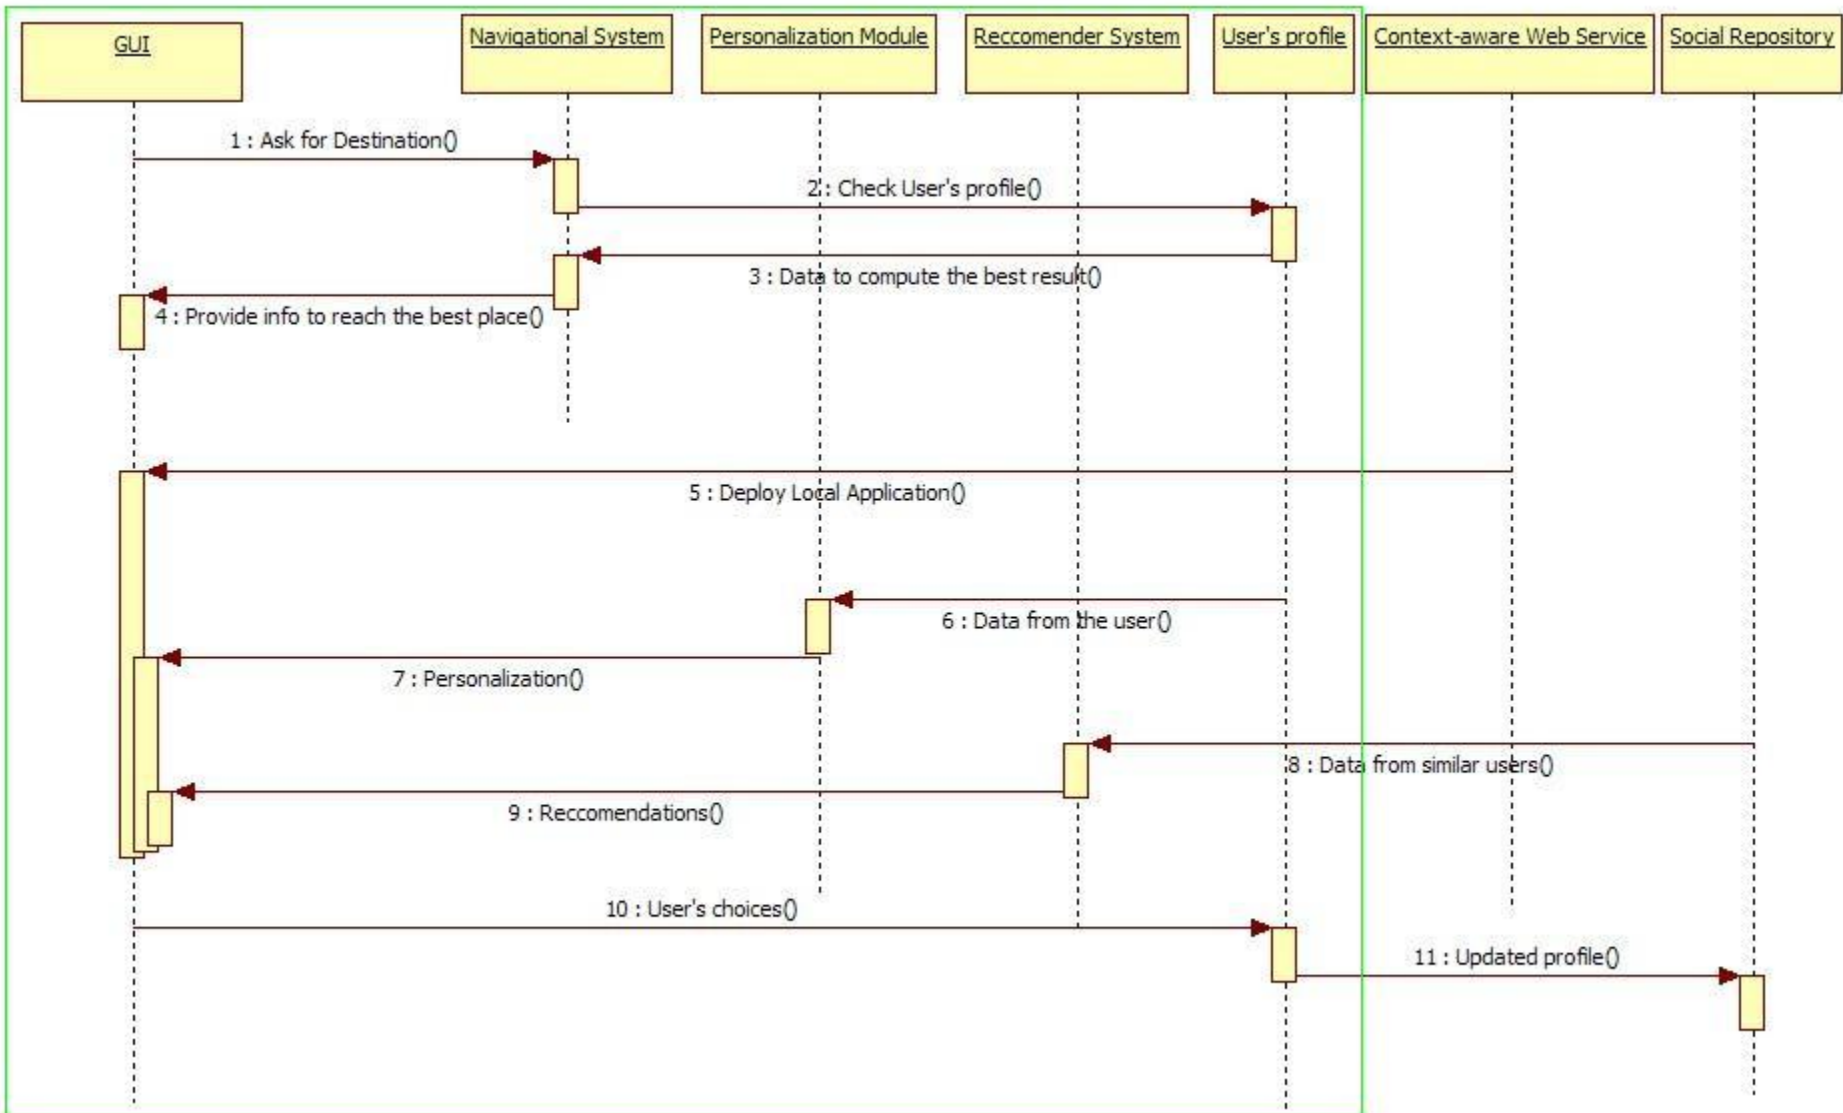 GUI
Navigational System
Personalization Module
Reccomender System
User's profile
Context-aware Web Service
Social Repository
1 : Ask for Destination()
2 : Check User's profile()
3 : Data to compute the best result()
4 : Provide info to reach the best place()
5 : Deploy Local Application()
6 : Data from the user()
7 : Personalization()
8 : Data from similar users()
9 : Reccomendations()
10 : User's choices()
11 : Updated profile()